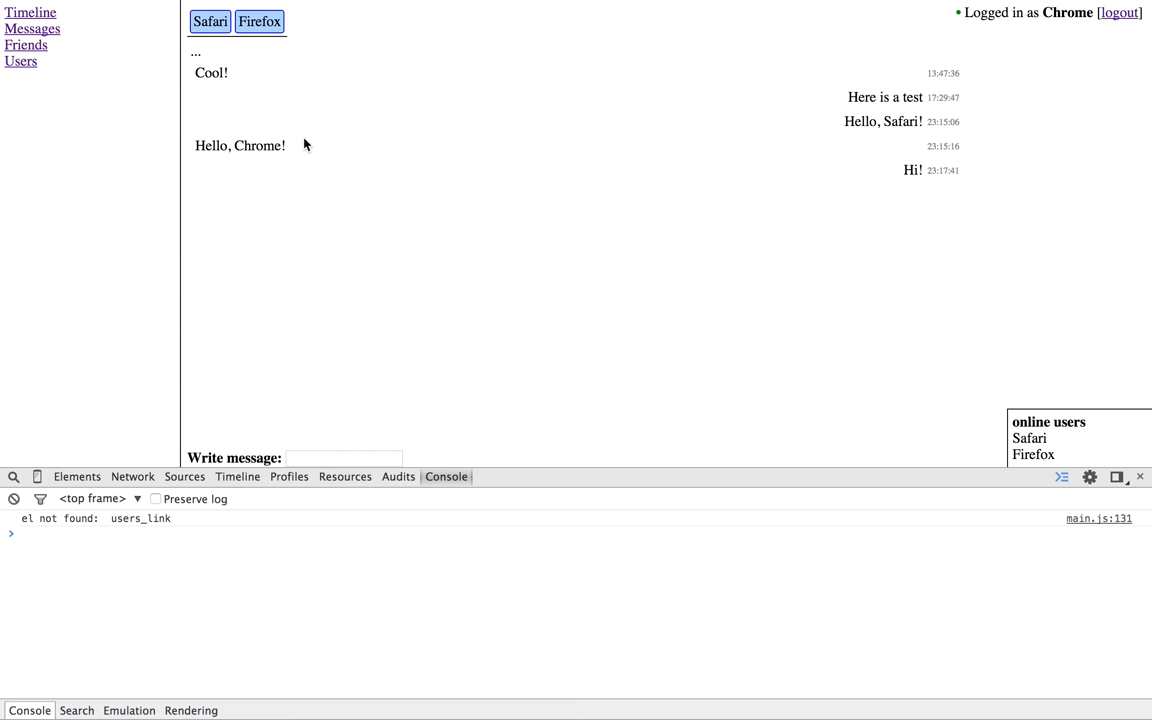 Timeline
Messages
Friends
Users
Safari Firefox
• Logged in as Chrome [logout]
...
Cool! 13:47:36
Here is a test 17:29:47
Hello, Safari! 23:15:06
Hello, Chrome! 23:15:16
Hi! 23:17:41
online users
Safari
Firefox
Write message:
Elements Network Sources Timeline Profiles Resources Audits Console
<top frame> ▼ Preserve log
el not found: users_link main.js:131
>
Console Search Emulation Rendering